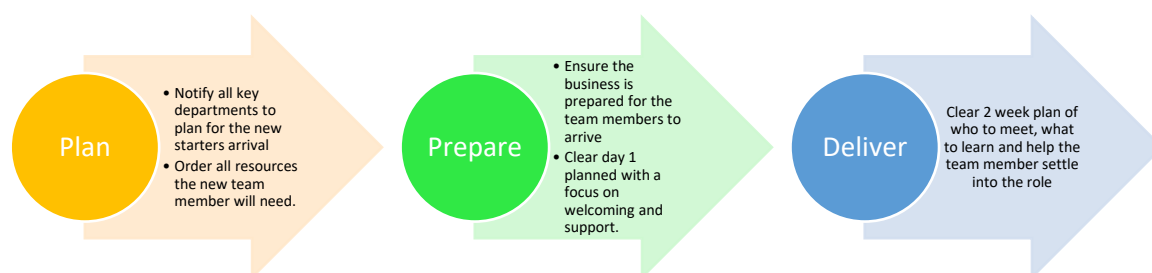 Plan
• Notify all key
departments to
plan for the new
starters arrival
• Order all resources
the new team
member will need.
Prepare
• Ensure the
business is
prepared for the
team members to
arrive
• Clear day 1
planned with a
focus on
welcoming and
support.
Deliver
Clear 2 week plan of
who to meet, what
to learn and help the
team member settle
into the role